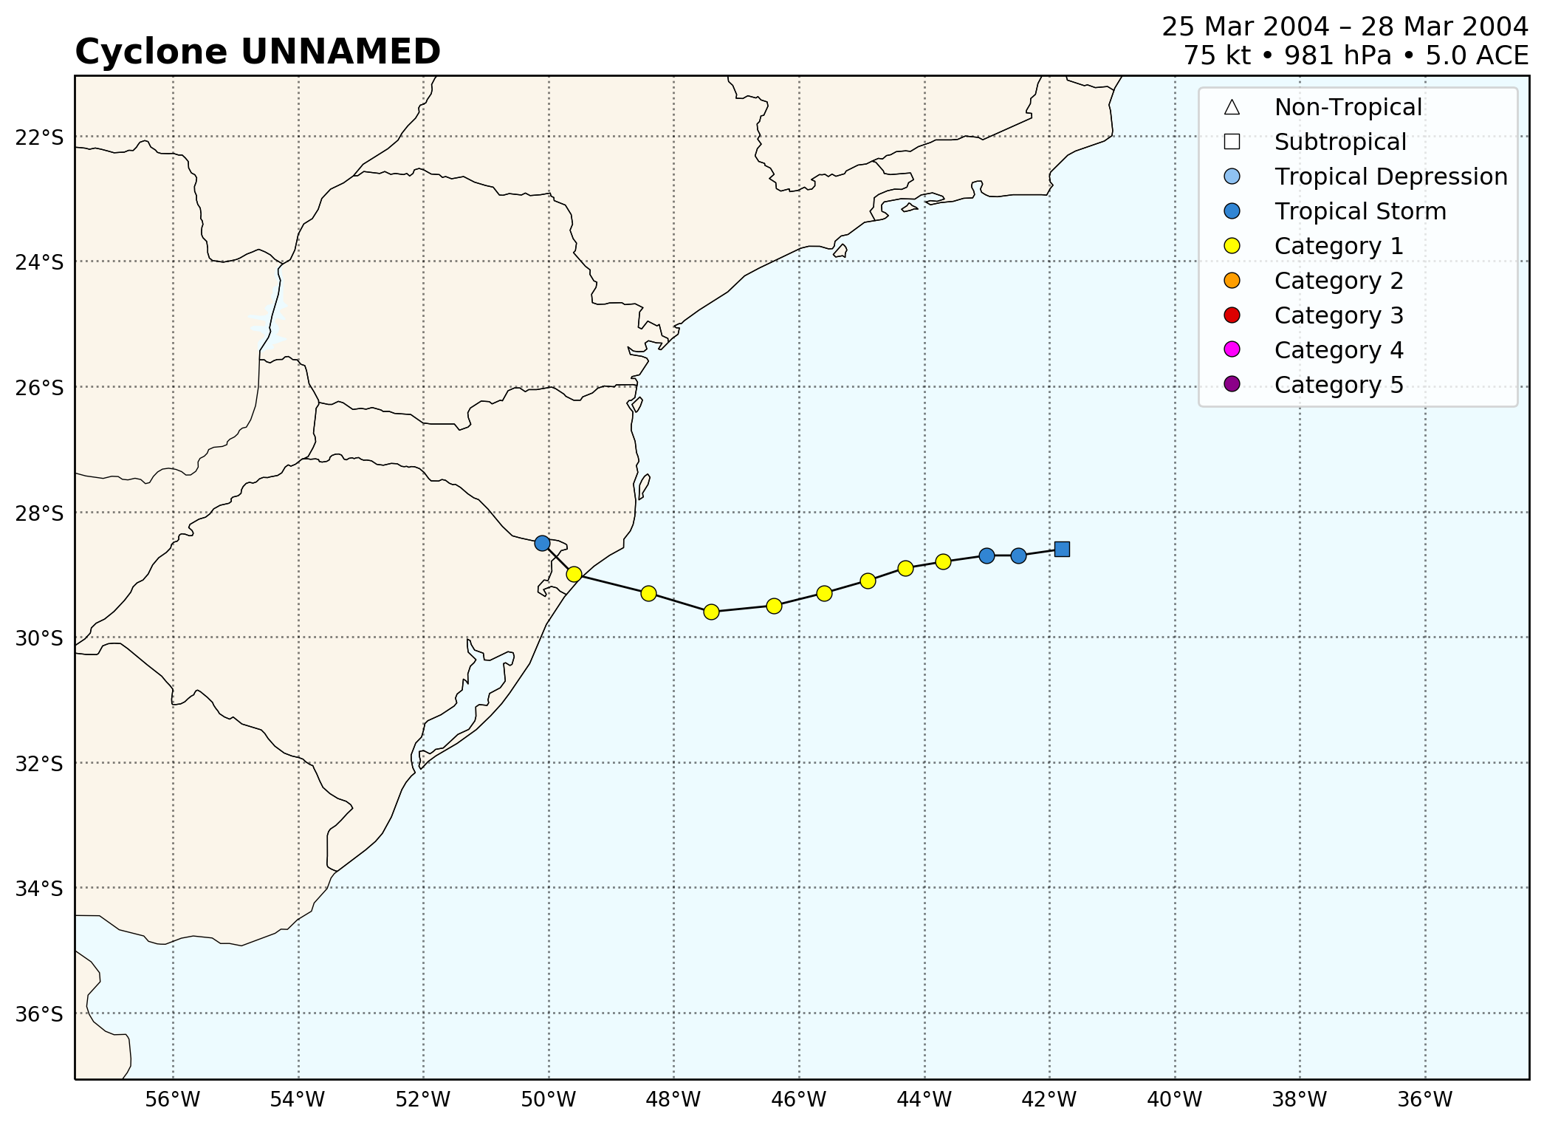 Cyclone UNNAMED
25 Mar 2004 – 28 Mar 2004
75 kt • 981 hPa • 5.0 ACE
Non-Tropical
Subtropical
Tropical Depression
Tropical Storm
Category 1
Category 2
Category 3
Category 4
Category 5
22°S
24°S
26°S
28°S
30°S
32°S
34°S
36°S
56°W 54°W 52°W 50°W 48°W 46°W 44°W 42°W 40°W 38°W 36°W